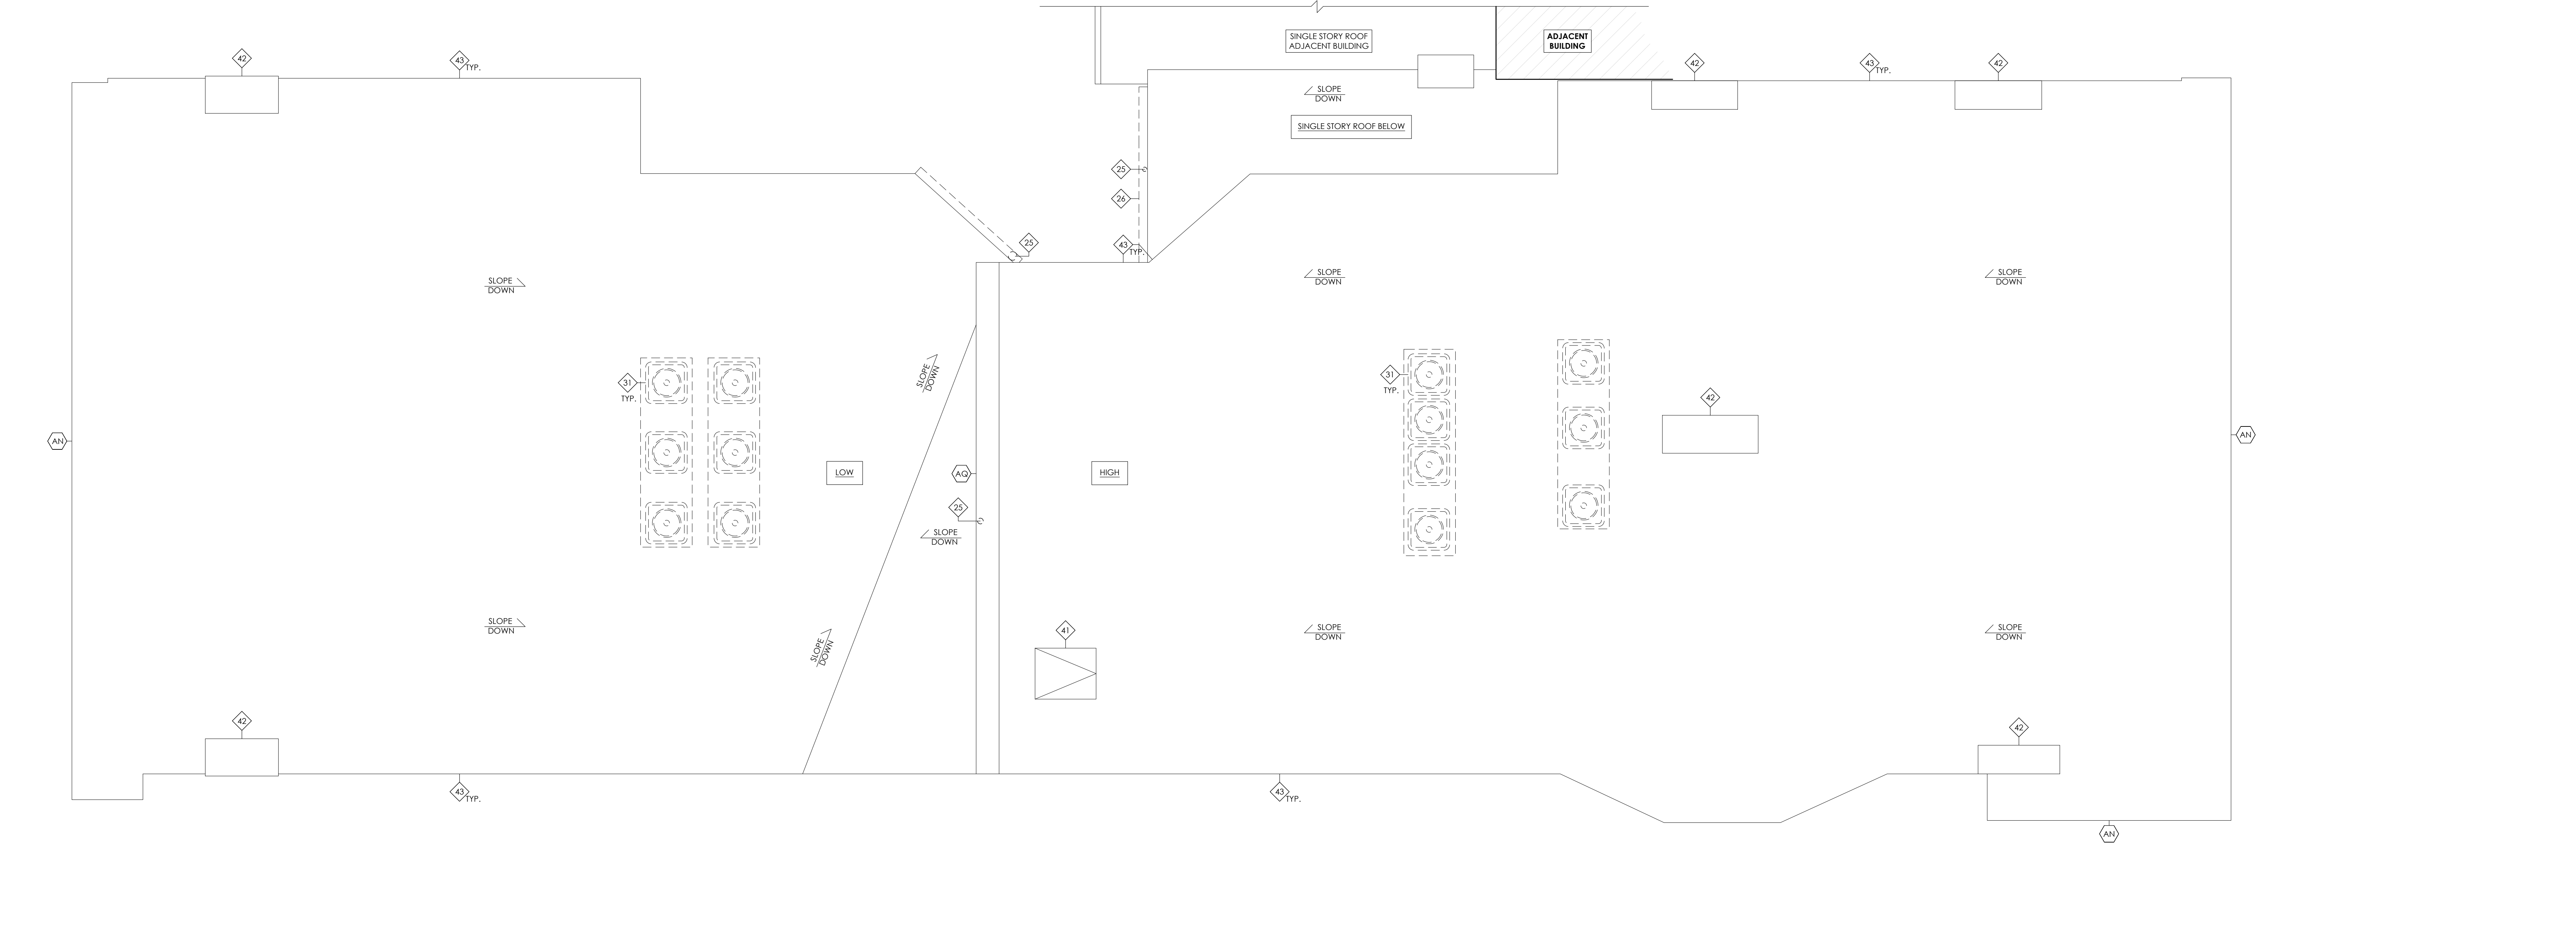 SINGLE STORY ROOF
ADJACENT BUILDING
ADJACENT
BUILDING
42
43
TYP.
42
43
TYP.
42
SLOPE
DOWN
SINGLE STORY ROOF BELOW
25
26
25
43
TYP.
SLOPE
DOWN
SLOPE
DOWN
SLOPE
DOWN
SLOPE
DOWN
31
TYP.
31
TYP.
42
AN
AN
LOW
AQ
HIGH
25
SLOPE
DOWN
SLOPE
DOWN
SLOPE
DOWN
41
SLOPE
DOWN
SLOPE
DOWN
42
42
43
TYP.
43
TYP.
AN